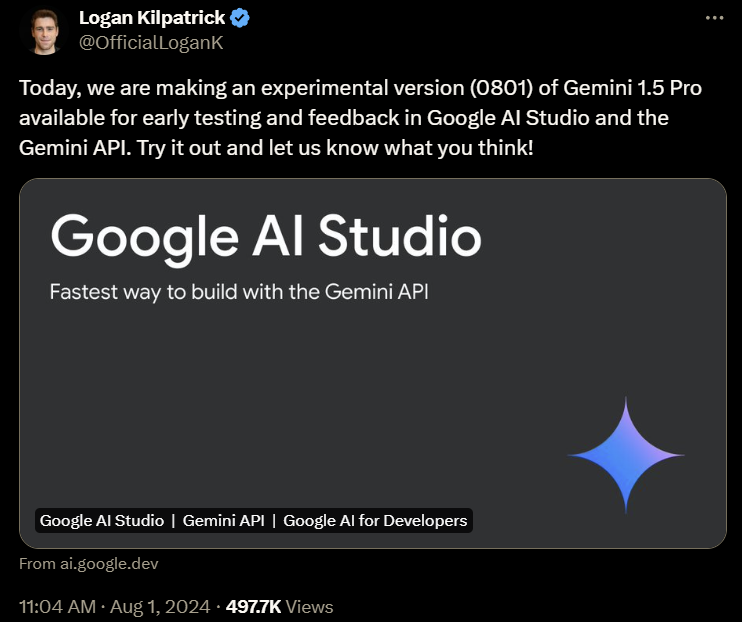 Logan Kilpatrick
@OfficialLoganK
Today, we are making an experimental version (0801) of Gemini 1.5 Pro
available for early testing and feedback in Google AI Studio and the
Gemini API. Try it out and let us know what you think!
Google AI Studio
Fastest way to build with the Gemini API
Google AI Studio | Gemini API | Google AI for Developers
From ai.google.dev
11:04 AM · Aug 1, 2024 · 497.7K Views